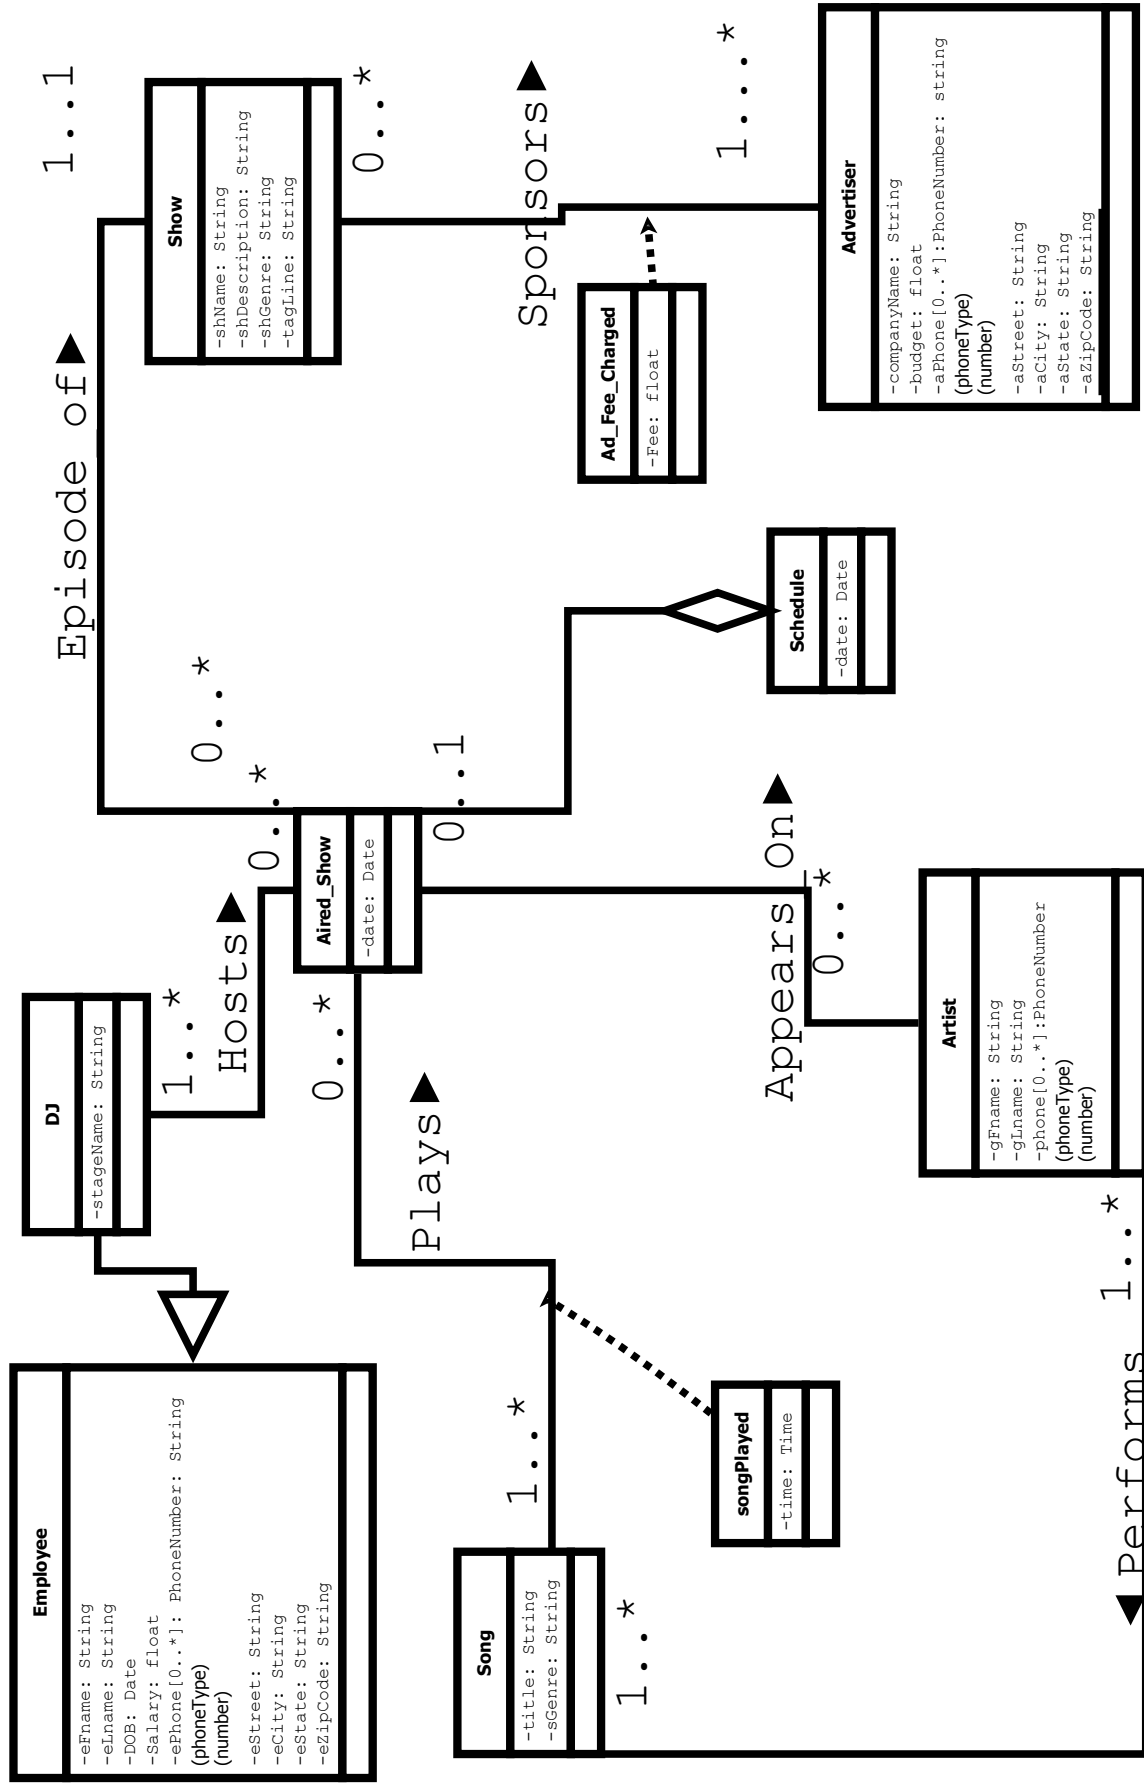 Employee
-eFname: String
-eLname: String
-DOB: Date
-Salary: float
-ePhone[0..*]: PhoneNumber: String
(phoneType)
(number)
-eStreet: String
-eCity: String
-eState: String
-eZipCode: String
DJ
-stageName: String
1..*
Hosts▶
0..*
Episode of▶
0..*
1..1
Show
-shName: String
-shDescription: String
-shGenre: String
-tagLine: String
0..*
Aired_Show
-date: Date
0..*
0..1
Plays▶
1..*
Song
-title: String
-sGenre: String
1..*
songPlayed
-time: Time
Sponsors▶
1..*
Ad_Fee_Charged
-Fee: float
Schedule
-date: Date
Advertiser
-companyName: String
-budget: float
-aPhone[0..*]:PhoneNumber: string
(phoneType)
(number)
-aStreet: String
-aCity: String
-aState: String
-aZipCode: String
Appears_On▶
0..*
Artist
-gFname: String
-gLname: String
-phone[0..*]:PhoneNumber
(phoneType)
(number)
1..*
◀ Performs